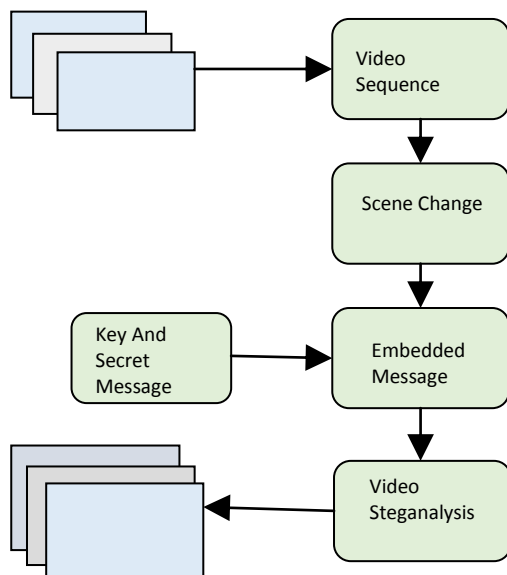 Video
Sequence
Scene Change
Key And
Secret
Message
Embedded
Message
Video
Steganalysis